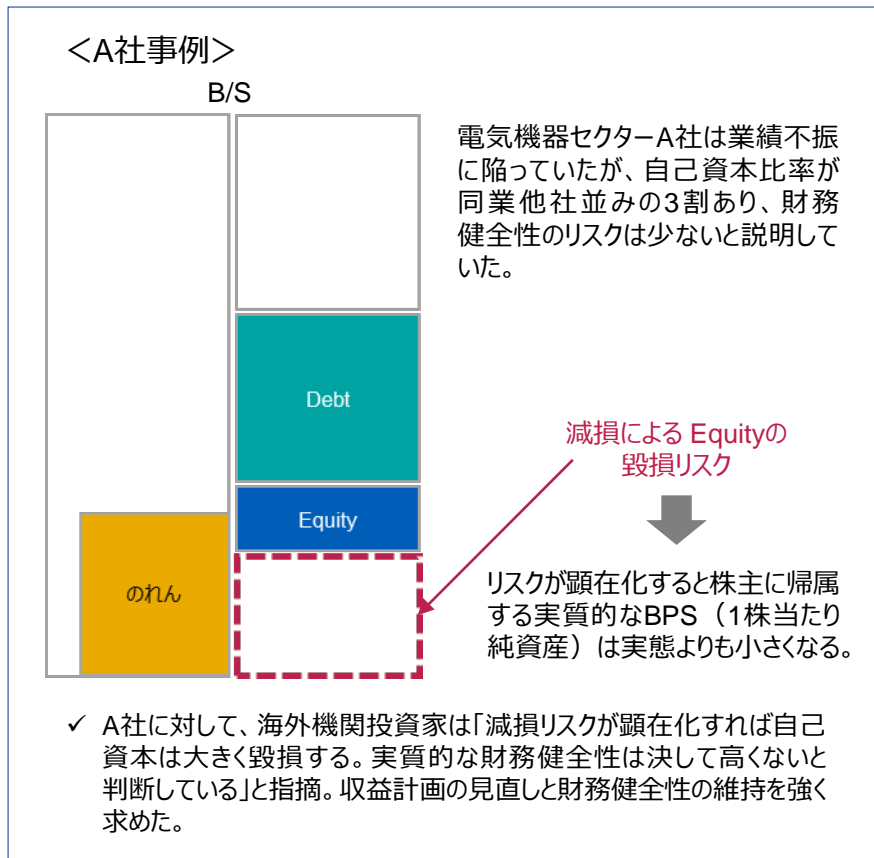 ＜A社事例＞
B/S
電気機器セクターA社は業績不振
に陥っていたが、自己資本比率が
同業他社並みの3割あり、財務
健全性のリスクは少ないと説明して
いた。
Debt
減損による Equityの
毀損リスク
Equity
のれん
リスクが顕在化すると株主に帰属
する実質的なBPS（1株当たり
純資産）は実態よりも小さくなる。
✓ A社に対して、海外機関投資家は「減損リスクが顕在化すれば自己
資本は大きく毀損する。実質的な財務健全性は決して高くないと
判断している」と指摘。収益計画の見直しと財務健全性の維持を強く
求めた。